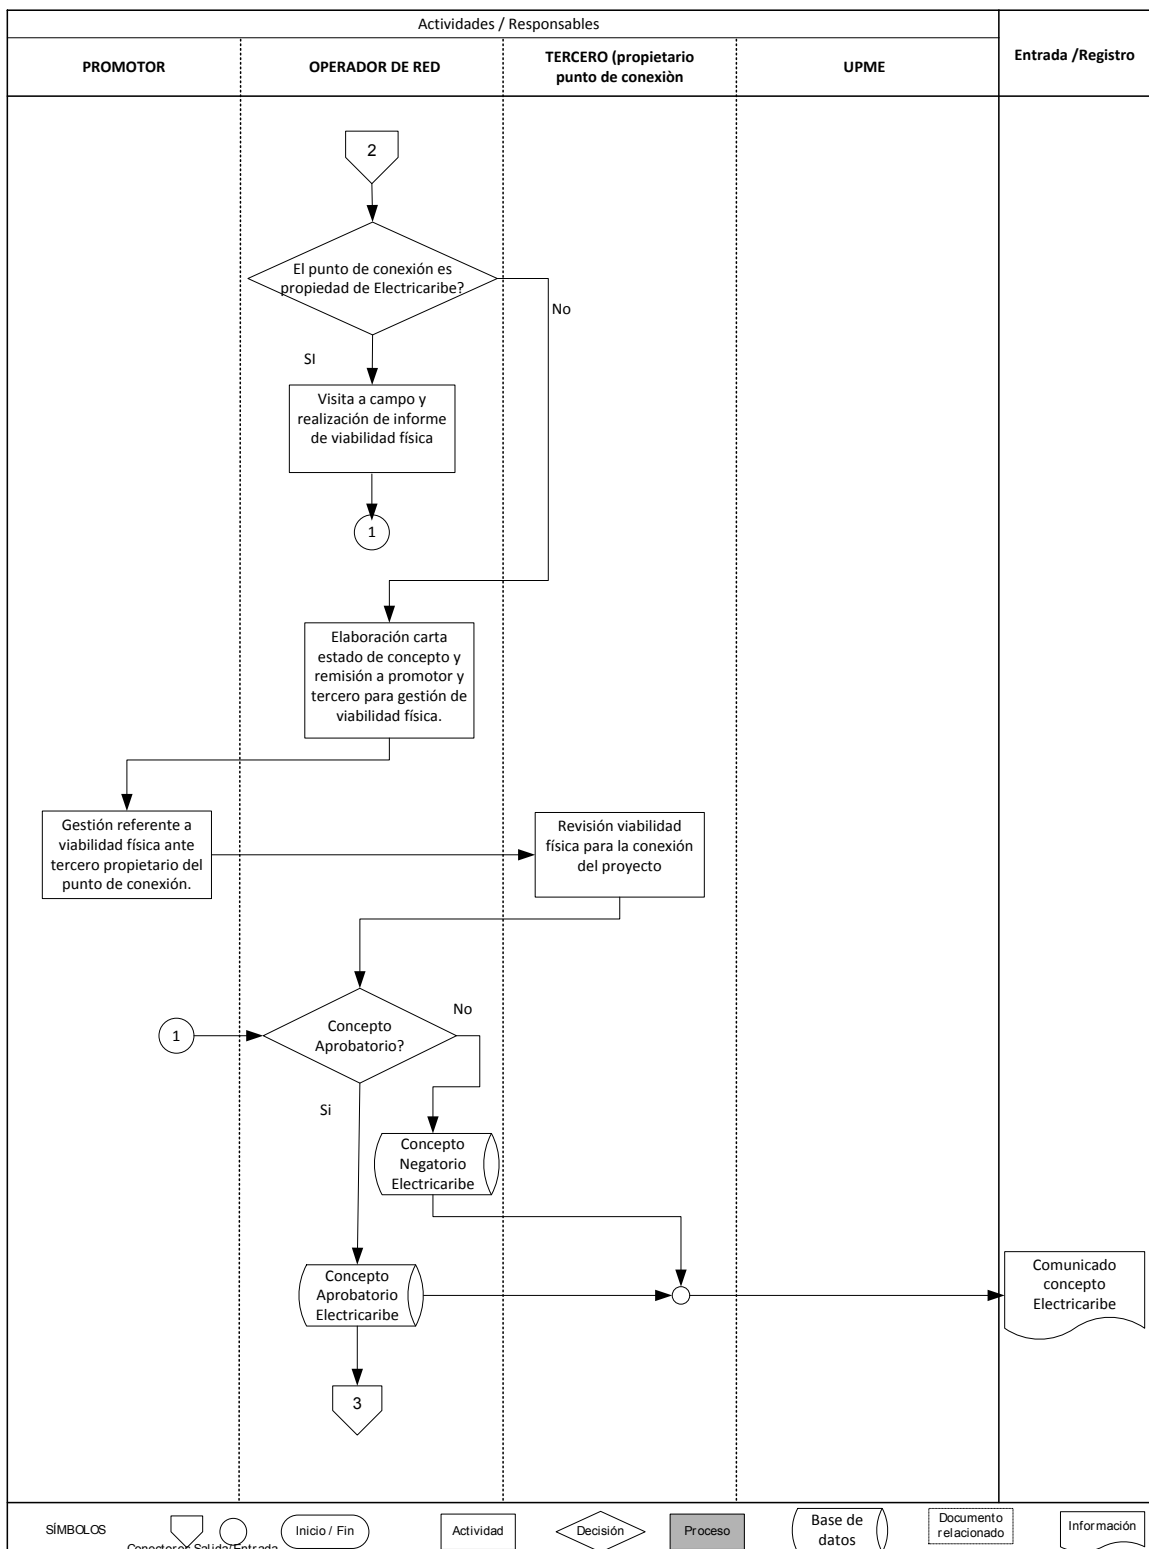 Actividades / Responsables
PROMOTOR
OPERADOR DE RED
TERCERO (propietario
punto de conexiòn
UPME
Entrada /Registro
2
El punto de conexión es
propiedad de Electricaribe?
No
SI
Visita a campo y
realización de informe
de viabilidad física
1
Elaboración carta
estado de concepto y
remisión a promotor y
tercero para gestión de
viabilidad física.
Gestión referente a
viabilidad física ante
tercero propietario del
punto de conexión.
Revisión viabilidad
física para la conexión
del proyecto
1
Concepto
Aprobatorio?
No
Si
Concepto
Negatorio
Electricaribe
Concepto
Aprobatorio
Electricaribe
Comunicado
concepto
Electricaribe
3
SÍMBOLOS
Conectores Salida/Entrada
Inicio / Fin
Actividad
Decisión
Proceso
Base de
datos
Documento
relacionado
Información